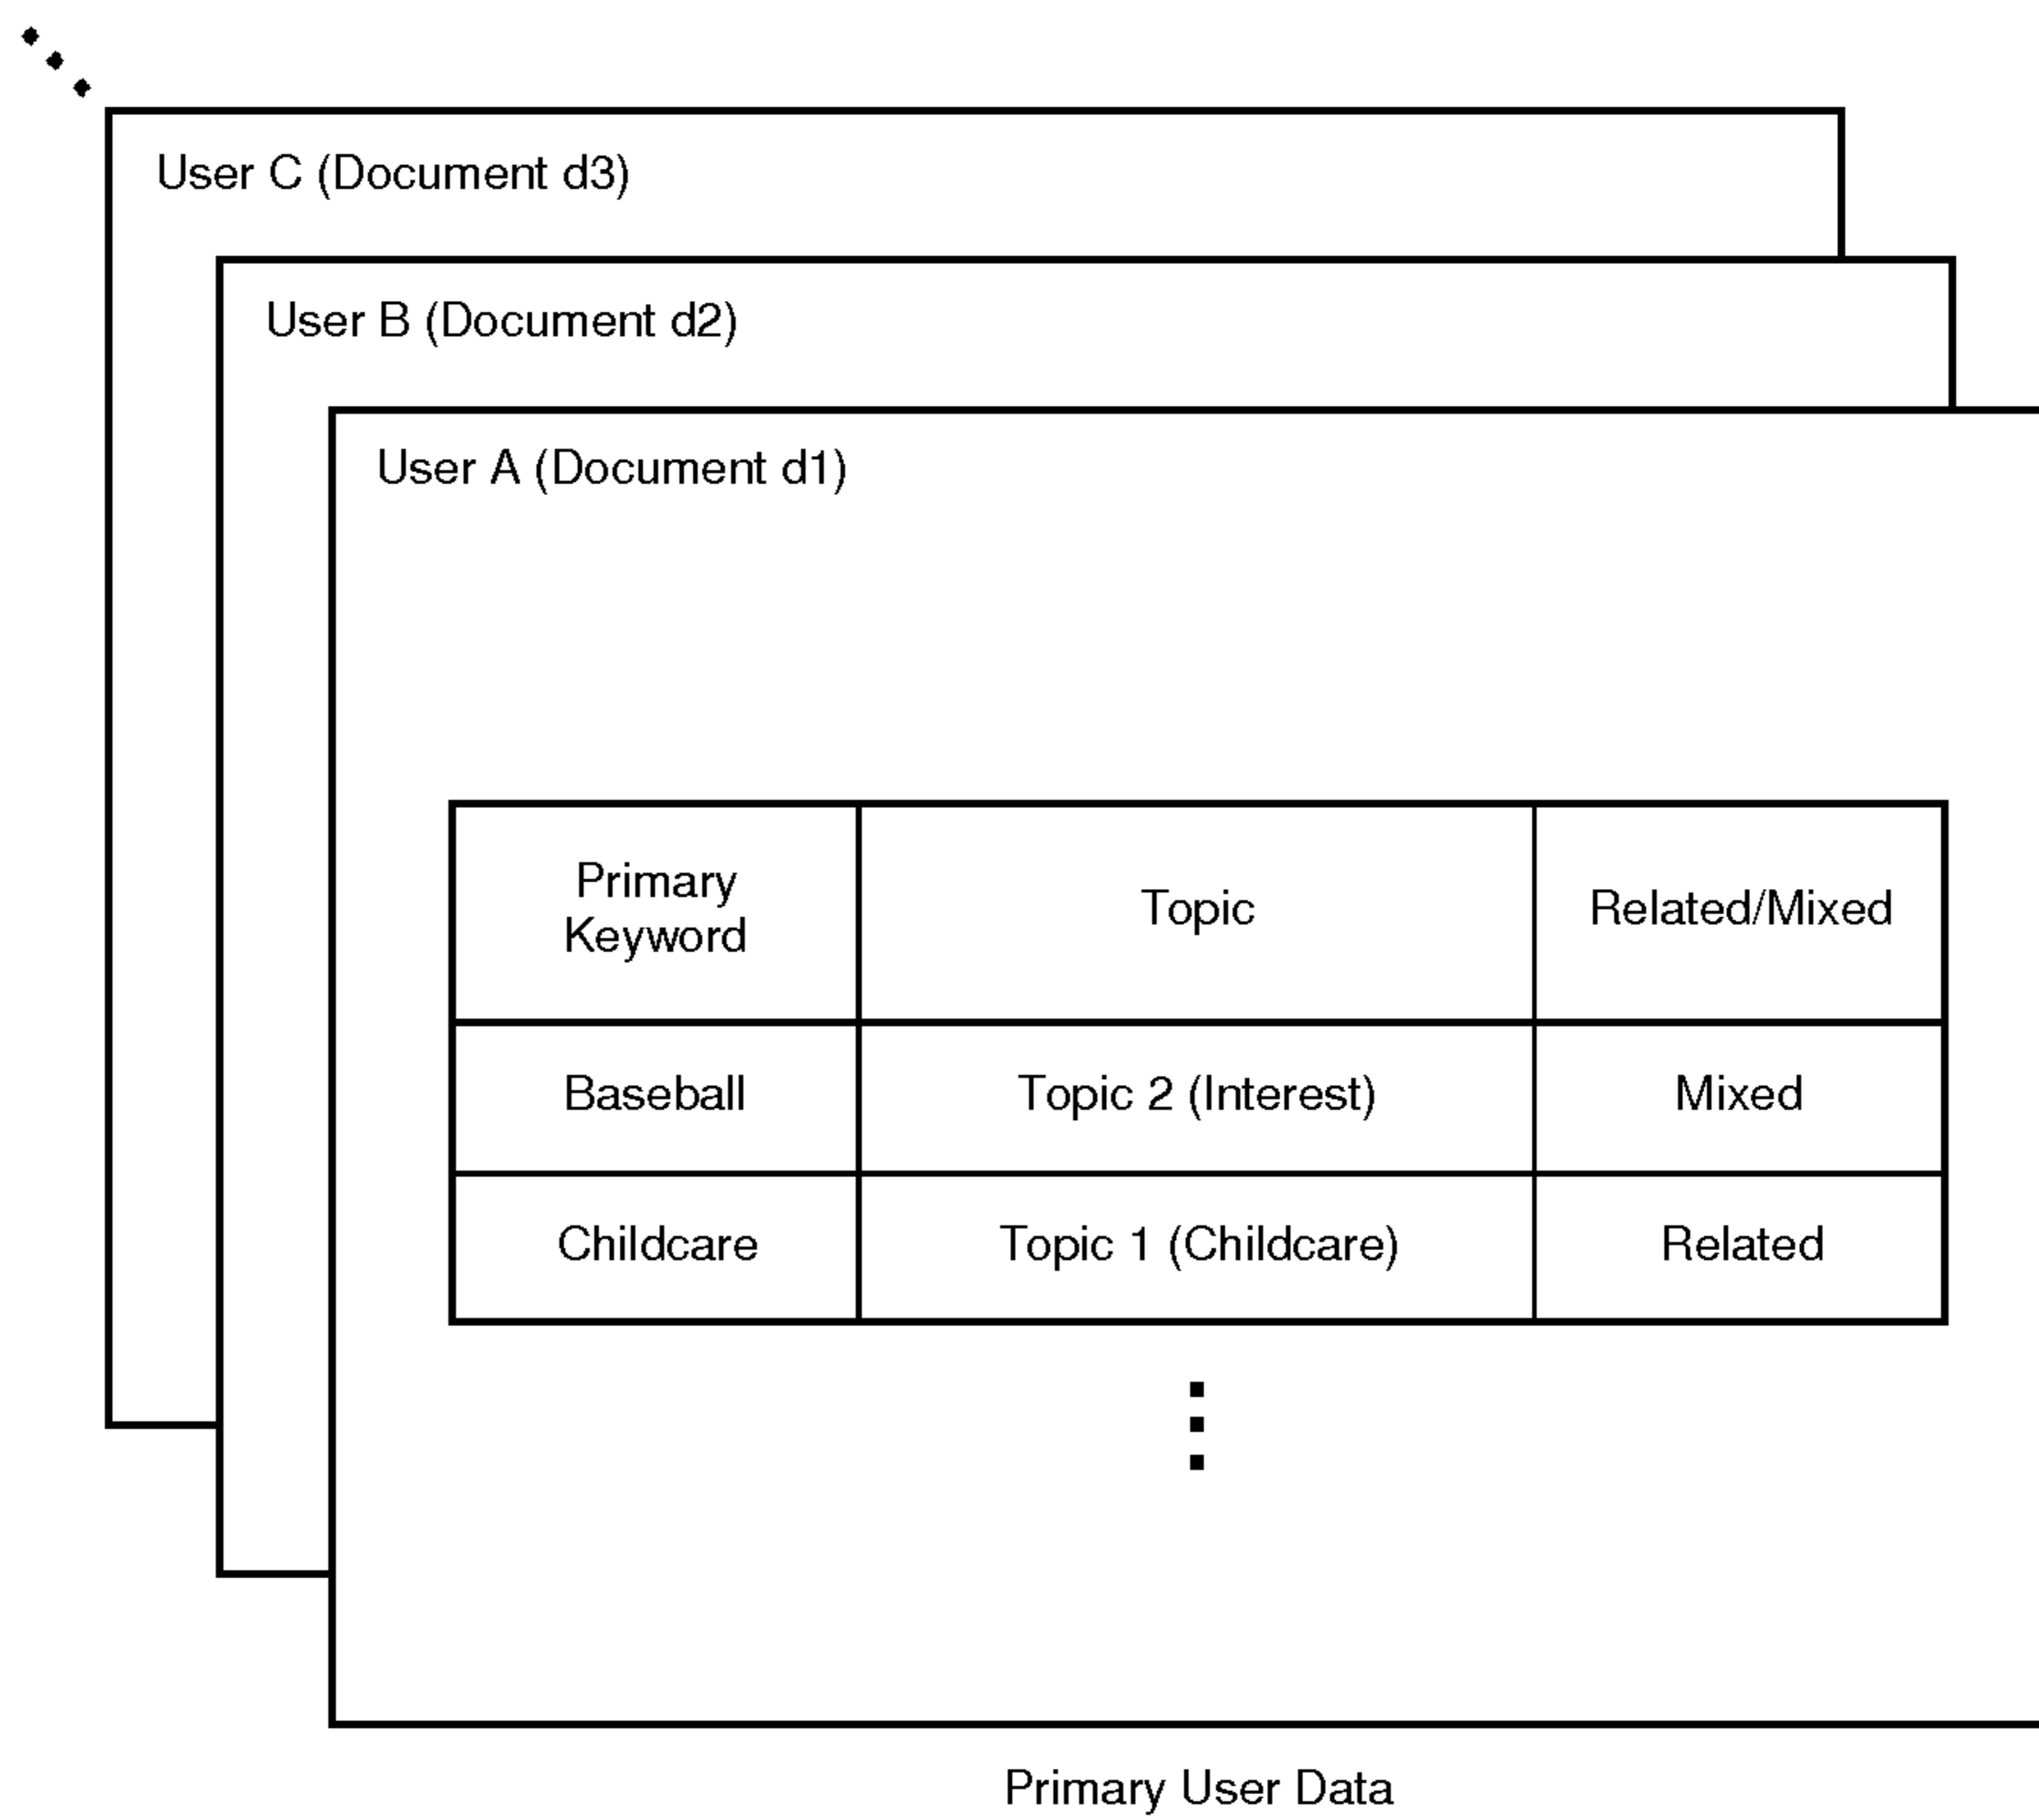 User C (Document d3)
User B (Document d2)
User A (Document d1)
Primary
Keyword
Topic
Related/Mixed
Baseball
Topic 2 (Interest)
Mixed
Childcare
Topic 1 (Childcare)
Related
Primary User Data